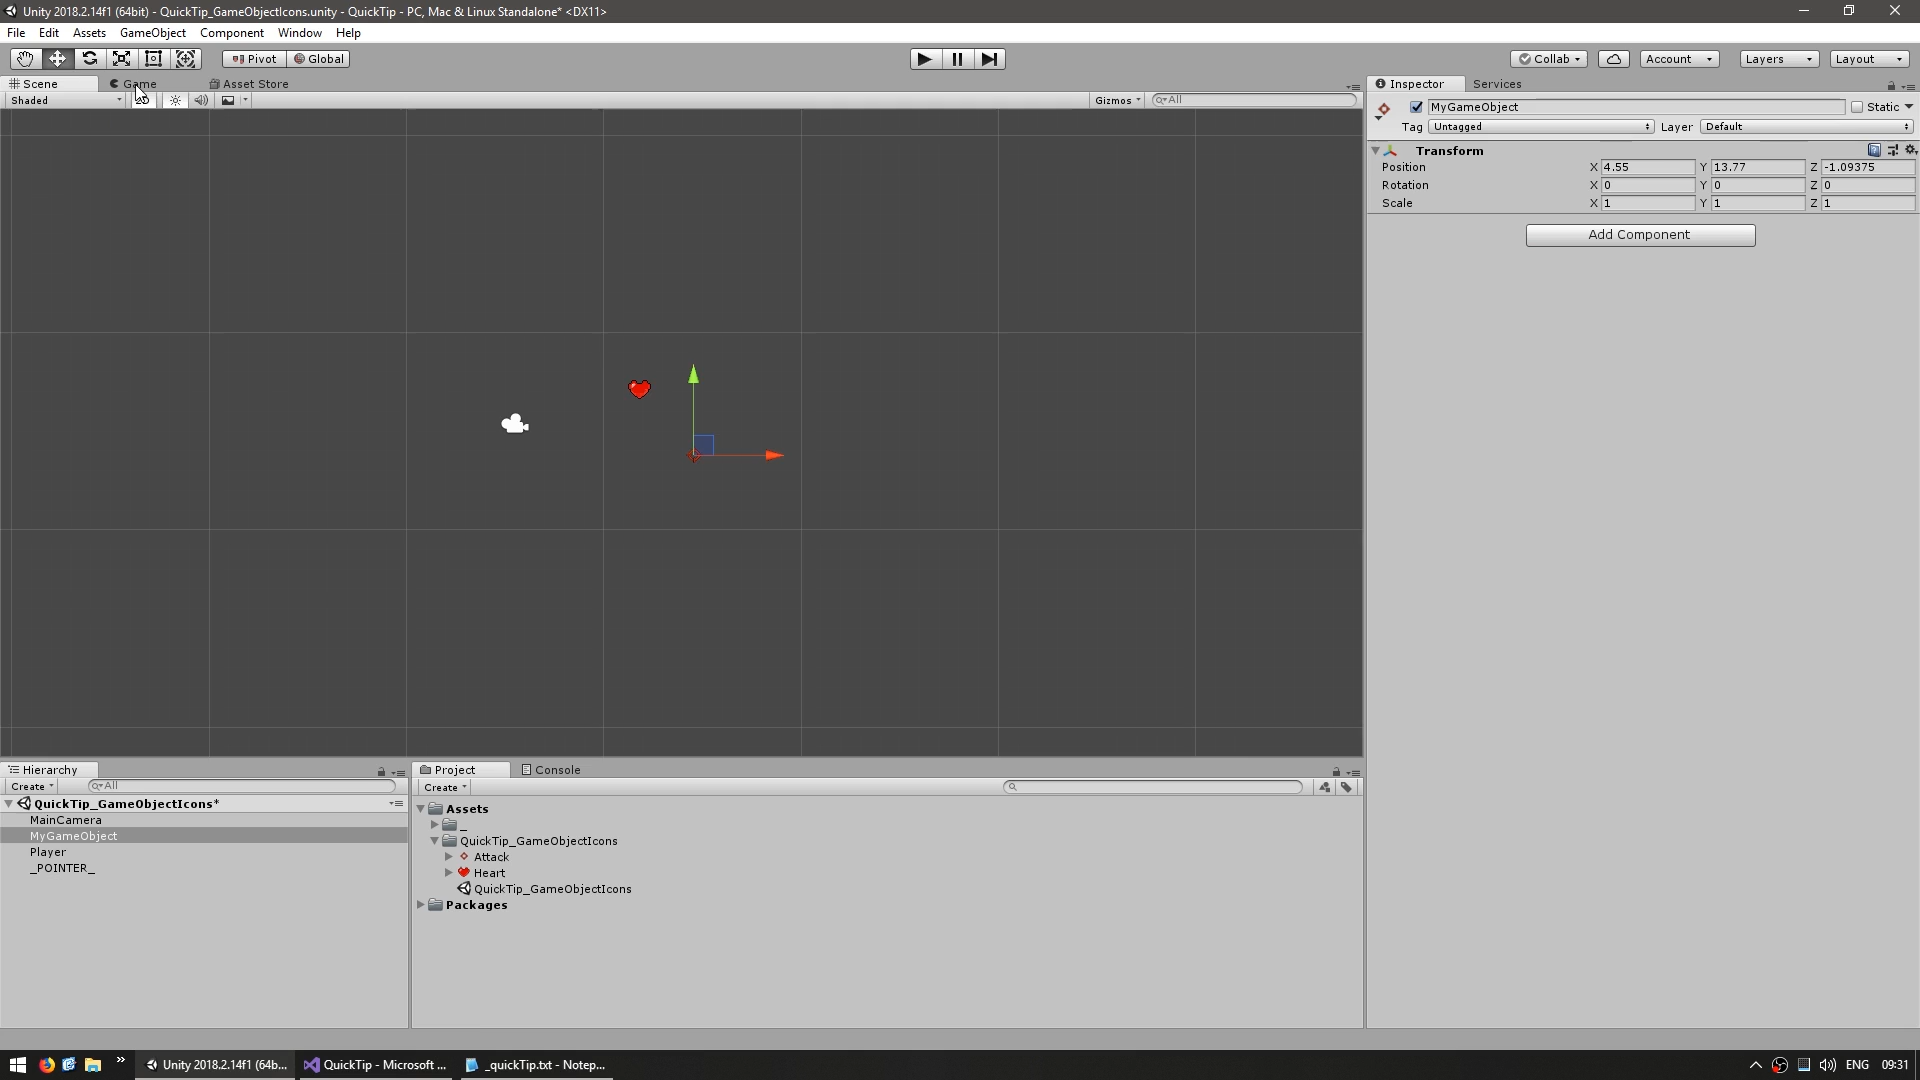 Unity 2018.2.14f1 (64bit) - QuickTip_GameObjectIcons.unity - QuickTip - PC, Mac & Linux Standalone* <DX11>
File Edit Assets GameObject Component Window Help
Pivot Global Collab Account Layers Layout
Scene Game Asset Store
Shaded Gizmos All
Inspector Services
MyGameObject Static
Tag Untagged Layer Default
Transform
Position X 4.55 Y 13.77 Z -1.09375
Rotation X 0 Y 0 Z 0
Scale X 1 Y 1 Z 1
Add Component
Hierarchy
Create All
QuickTip_GameObjectIcons*
MainCamera
MyGameObject
Player
_POINTER_
Project Console
Create
Assets
_
QuickTip_GameObjectIcons
Attack
Heart
QuickTip_GameObjectIcons
Packages
» Unity 2018.2.14f1 (64b... QuickTip - Microsoft ... _quickTip.txt - Notep... ENG 09:31